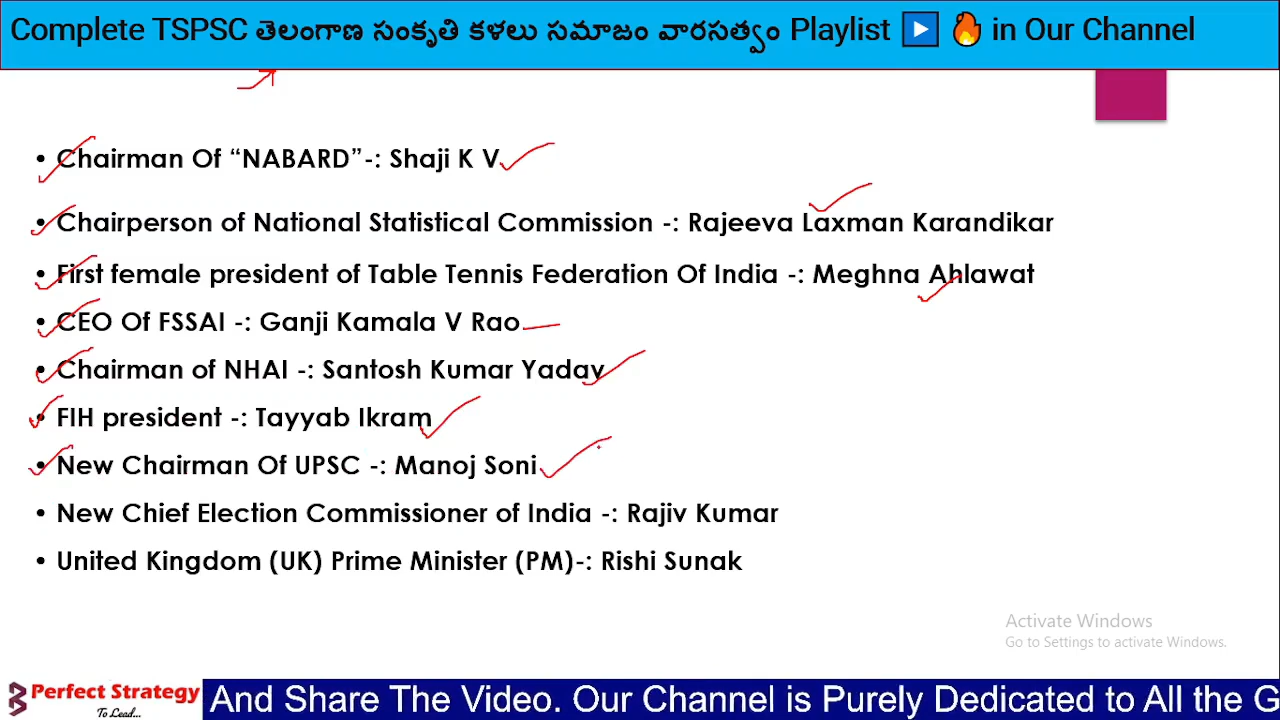 Complete TSPSC తెలంగాణ సంకృతి కళలు సమాజం వారసత్వం Playlist ▶️ 🔥 in Our Channel
• Chairman Of “NABARD”-: Shaji K V
• Chairperson of National Statistical Commission -: Rajeeva Laxman Karandikar
• First female president of Table Tennis Federation Of India -: Meghna Ahlawat
• CEO Of FSSAI -: Ganji Kamala V Rao
• Chairman of NHAI -: Santosh Kumar Yadav
• FIH president -: Tayyab Ikram
• New Chairman Of UPSC -: Manoj Soni
• New Chief Election Commissioner of India -: Rajiv Kumar
• United Kingdom (UK) Prime Minister (PM)-: Rishi Sunak
Activate Windows
Go to Settings to activate Windows.
Perfect Strategy
To Lead...
And Share The Video. Our Channel is Purely Dedicated to All the G